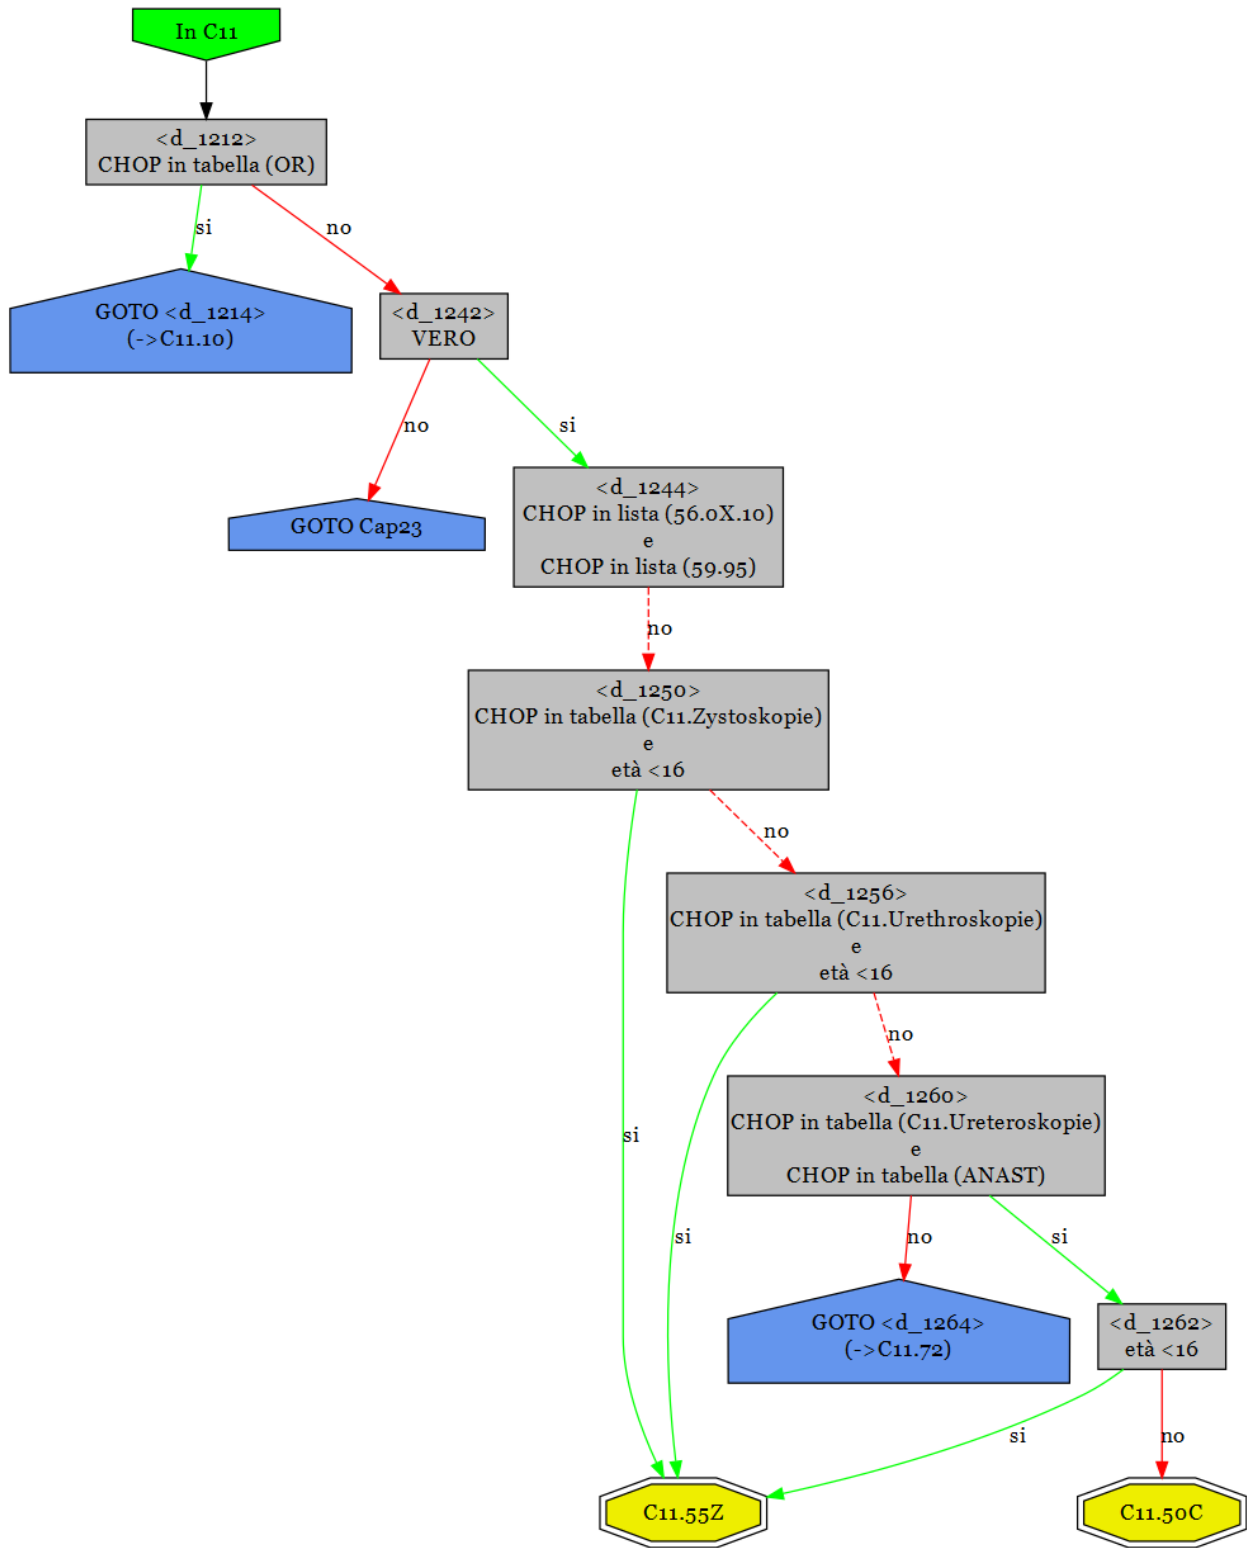 In C11
<d_1212>
CHOP in tabella (OR)
si
no
GOTO <d_1214>
(->C11.10)
<d_1242>
VERO
no
si
GOTO Cap23
<d_1244>
CHOP in lista (56.0X.10)
e
CHOP in lista (59.95)
no
<d_1250>
CHOP in tabella (C11.Zystoskopie)
e
età <16
no
<d_1256>
CHOP in tabella (C11.Urethroskopie)
e
età <16
no
<d_1260>
CHOP in tabella (C11.Ureteroskopie)
e
CHOP in tabella (ANAST)
si
si
no
si
GOTO <d_1264>
(->C11.72)
<d_1262>
età <16
si
no
C11.55Z
C11.50C